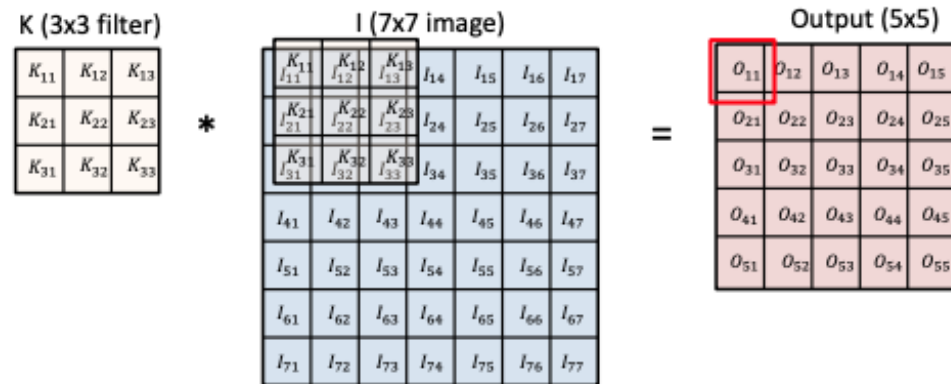 K (3x3 filter)
I (7x7 image)
Output (5x5)
K₁₁ K₁₂ K₁₃
K₂₁ K₂₂ K₂₃
K₃₁ K₃₂ K₃₃
*
K₁₁ K₁₂ K₁₃
I₁₁ I₁₂ I₁₃ I₁₄ I₁₅ I₁₆ I₁₇
K₂₁ K₂₂ K₂₃
I₂₁ I₂₂ I₂₃ I₂₄ I₂₅ I₂₆ I₂₇
K₃₁ K₃₂ K₃₃
I₃₁ I₃₂ I₃₃ I₃₄ I₃₅ I₃₆ I₃₇
I₄₁ I₄₂ I₄₃ I₄₄ I₄₅ I₄₆ I₄₇
I₅₁ I₅₂ I₅₃ I₅₄ I₅₅ I₅₆ I₅₇
I₆₁ I₆₂ I₆₃ I₆₄ I₆₅ I₆₆ I₆₇
I₇₁ I₇₂ I₇₃ I₇₄ I₇₅ I₇₆ I₇₇
=
O₁₁ O₁₂ O₁₃ O₁₄ O₁₅
O₂₁ O₂₂ O₂₃ O₂₄ O₂₅
O₃₁ O₃₂ O₃₃ O₃₄ O₃₅
O₄₁ O₄₂ O₄₃ O₄₄ O₄₅
O₅₁ O₅₂ O₅₃ O₅₄ O₅₅